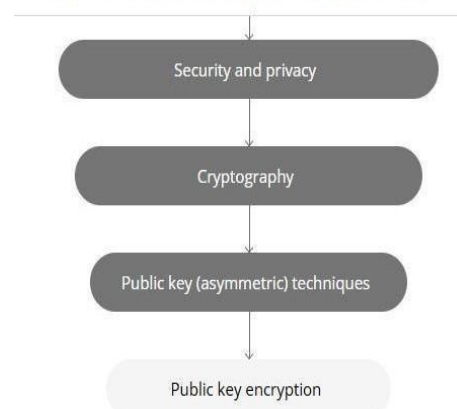 Security and privacy
Cryptography
Public key (asymmetric) techniques
Public key encryption